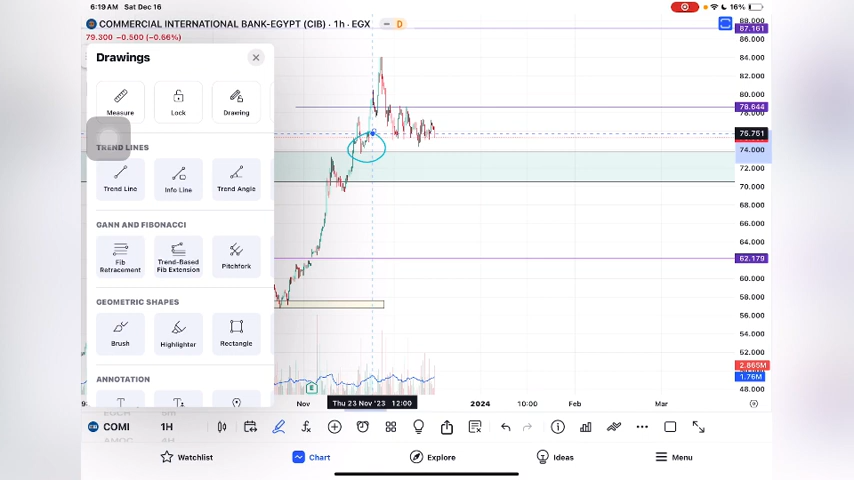 6:19 AM Sat Dec 16
16%
COMMERCIAL INTERNATIONAL BANK-EGYPT (CIB) · 1h · EGX
D
79.300 -0.500 (-0.66%)
Drawings
Measure Lock Drawing
TREND LINES
Trend Line Info Line Trend Angle
GANN AND FIBONACCI
Fib Retracement Trend-Based Fib Extension Pitchfork
GEOMETRIC SHAPES
Brush Highlighter Rectangle
ANNOTATION
88.000
87.161
86.000
84.000
82.000
80.000
78.644
75.751
74.000
72.000
70.000
68.000
66.000
64.000
62.179
60.000
58.000
56.000
54.000
52.000
2.865M
1.76M
48.000
E
Nov Thu 23 Nov '23 12:00 2024 10:00 Feb Mar
COMI 1H
4H
Watchlist Chart Explore Ideas Menu